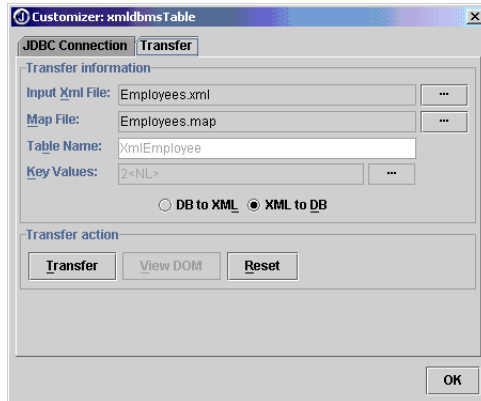 Customizer: xmldbmsTable
JDBC Connection Transfer
Transfer information
Input Xml File: Employees.xml ...
Map File: Employees.map ...
Table Name: XmlEmployee
Key Values: 2<NL> ...
DB to XML XML to DB
Transfer action
Transfer View DOM Reset
OK